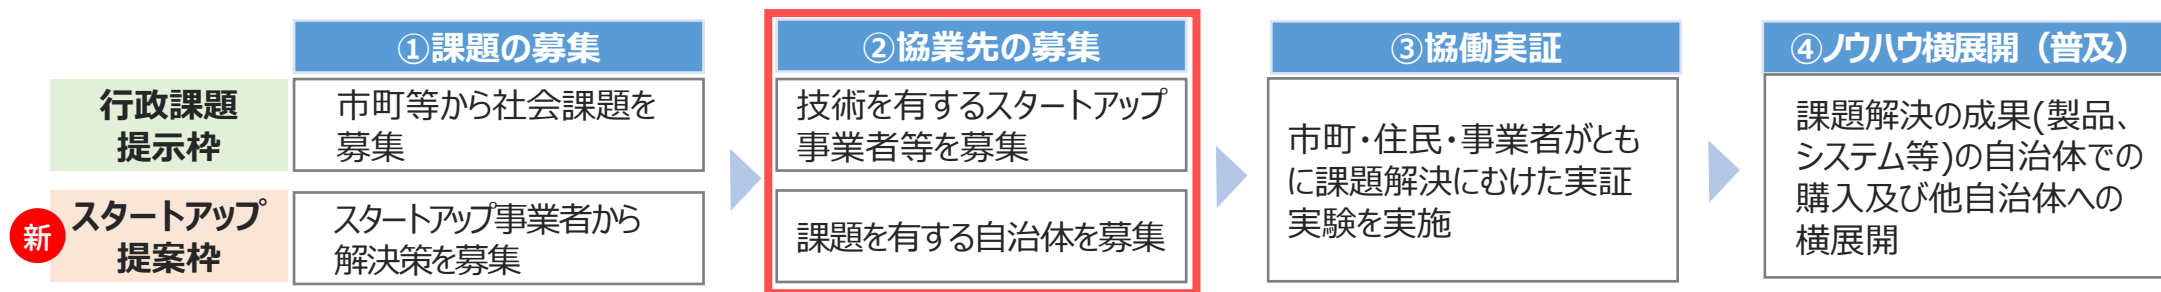 ①課題の募集
②協業先の募集
③協働実証
④ノウハウ横展開（普及）
行政課題
提示枠
市町等から社会課題を
募集
技術を有するスタートアップ
事業者等を募集
新
スタートアップ
提案枠
スタートアップ事業者から
解決策を募集
課題を有する自治体を募集
市町・住民・事業者がとも
に課題解決にむけた実証
実験を実施
課題解決の成果(製品、
システム等)の自治体での
購入及び他自治体への
横展開